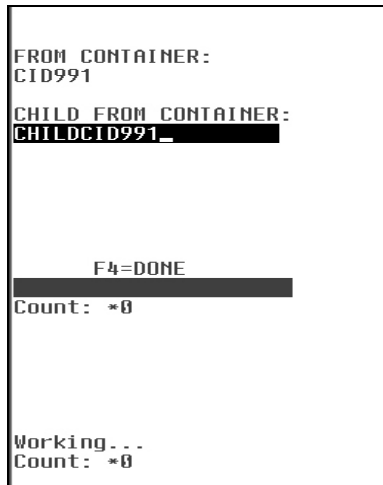 FROM CONTAINER:
CID991
CHILD FROM CONTAINER:
CHILDCID991_
F4=DONE
Count: *0
Working...
Count: *0